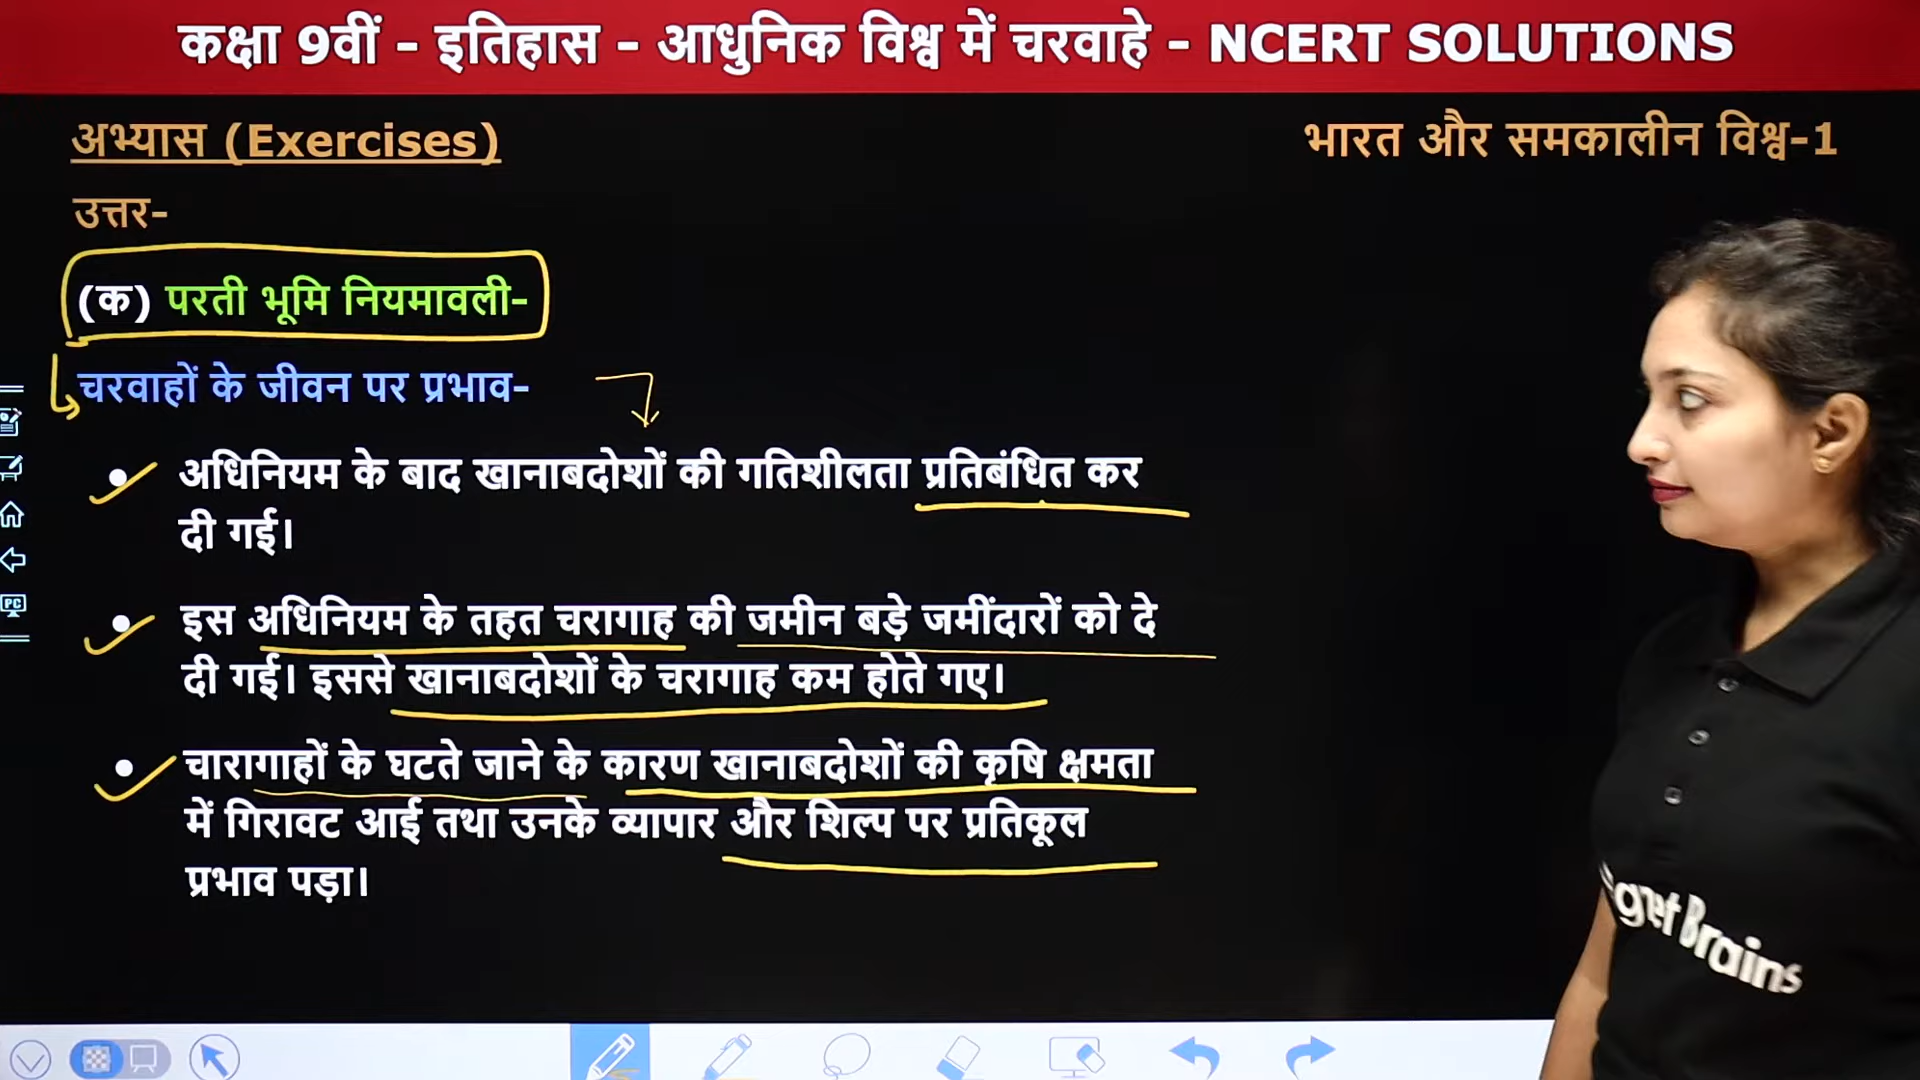 कक्षा 9वीं - इतिहास - आधुनिक विश्व में चरवाहे - NCERT SOLUTIONS
अभ्यास (Exercises)
भारत और समकालीन विश्व-1
उत्तर-
(क) परती भूमि नियमावली-
चरवाहों के जीवन पर प्रभाव-
• अधिनियम के बाद खानाबदोशों की गतिशीलता प्रतिबंधित कर
दी गई।
• इस अधिनियम के तहत चरागाह की जमीन बड़े जमींदारों को दे
दी गई। इससे खानाबदोशों के चरागाह कम होते गए।
• चारागाहों के घटते जाने के कारण खानाबदोशों की कृषि क्षमता
में गिरावट आई तथा उनके व्यापार और शिल्प पर प्रतिकूल
प्रभाव पड़ा।
PC
Brains